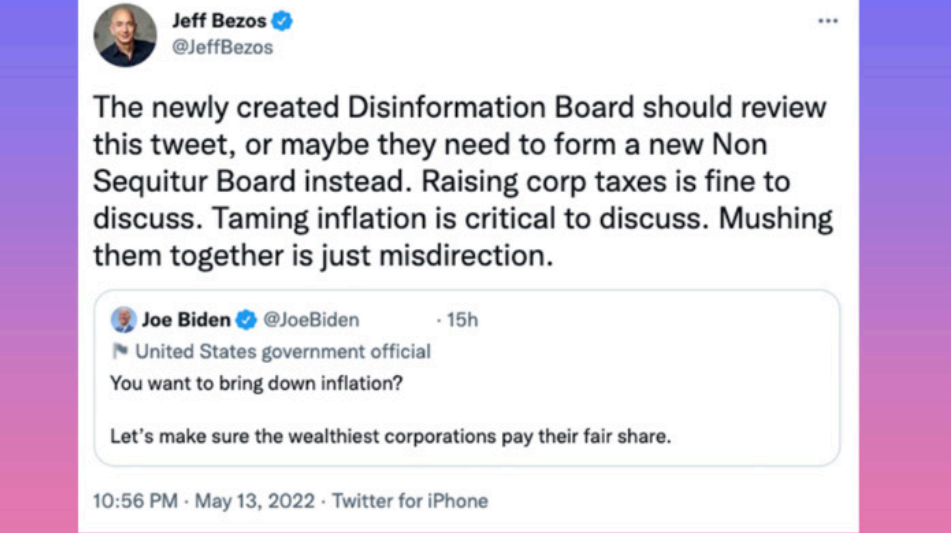 Jeff Bezos
@JeffBezos
The newly created Disinformation Board should review
this tweet, or maybe they need to form a new Non
Sequitur Board instead. Raising corp taxes is fine to
discuss. Taming inflation is critical to discuss. Mushing
them together is just misdirection.
Joe Biden @JoeBiden · 15h
United States government official
You want to bring down inflation?
Let's make sure the wealthiest corporations pay their fair share.
10:56 PM · May 13, 2022 · Twitter for iPhone